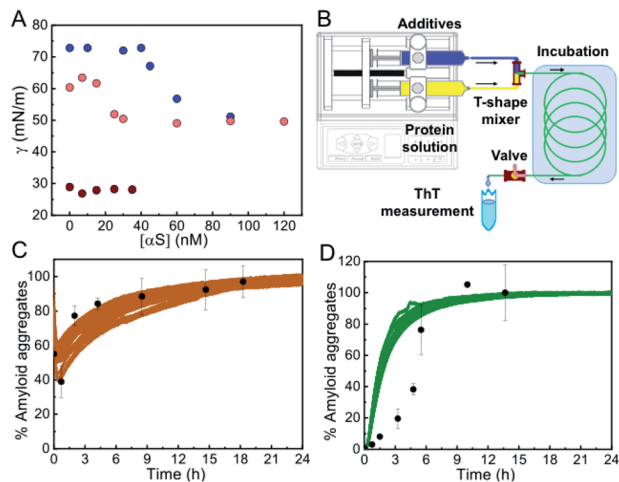 A
γ (mN/m)
80
70
60
50
40
30
20
0 20 40 60 80 100 120
[αS] (nM)
B
Additives
Incubation
T-shape
mixer
Protein
solution
Valve
ThT
measurement
C
% Amyloid aggregates
100
80
60
40
20
0
0 3 6 9 12 15 18 21 24
Time (h)
D
% Amyloid aggregates
120
100
80
60
40
20
0
0 3 6 9 12 15 18 21 24
Time (h)